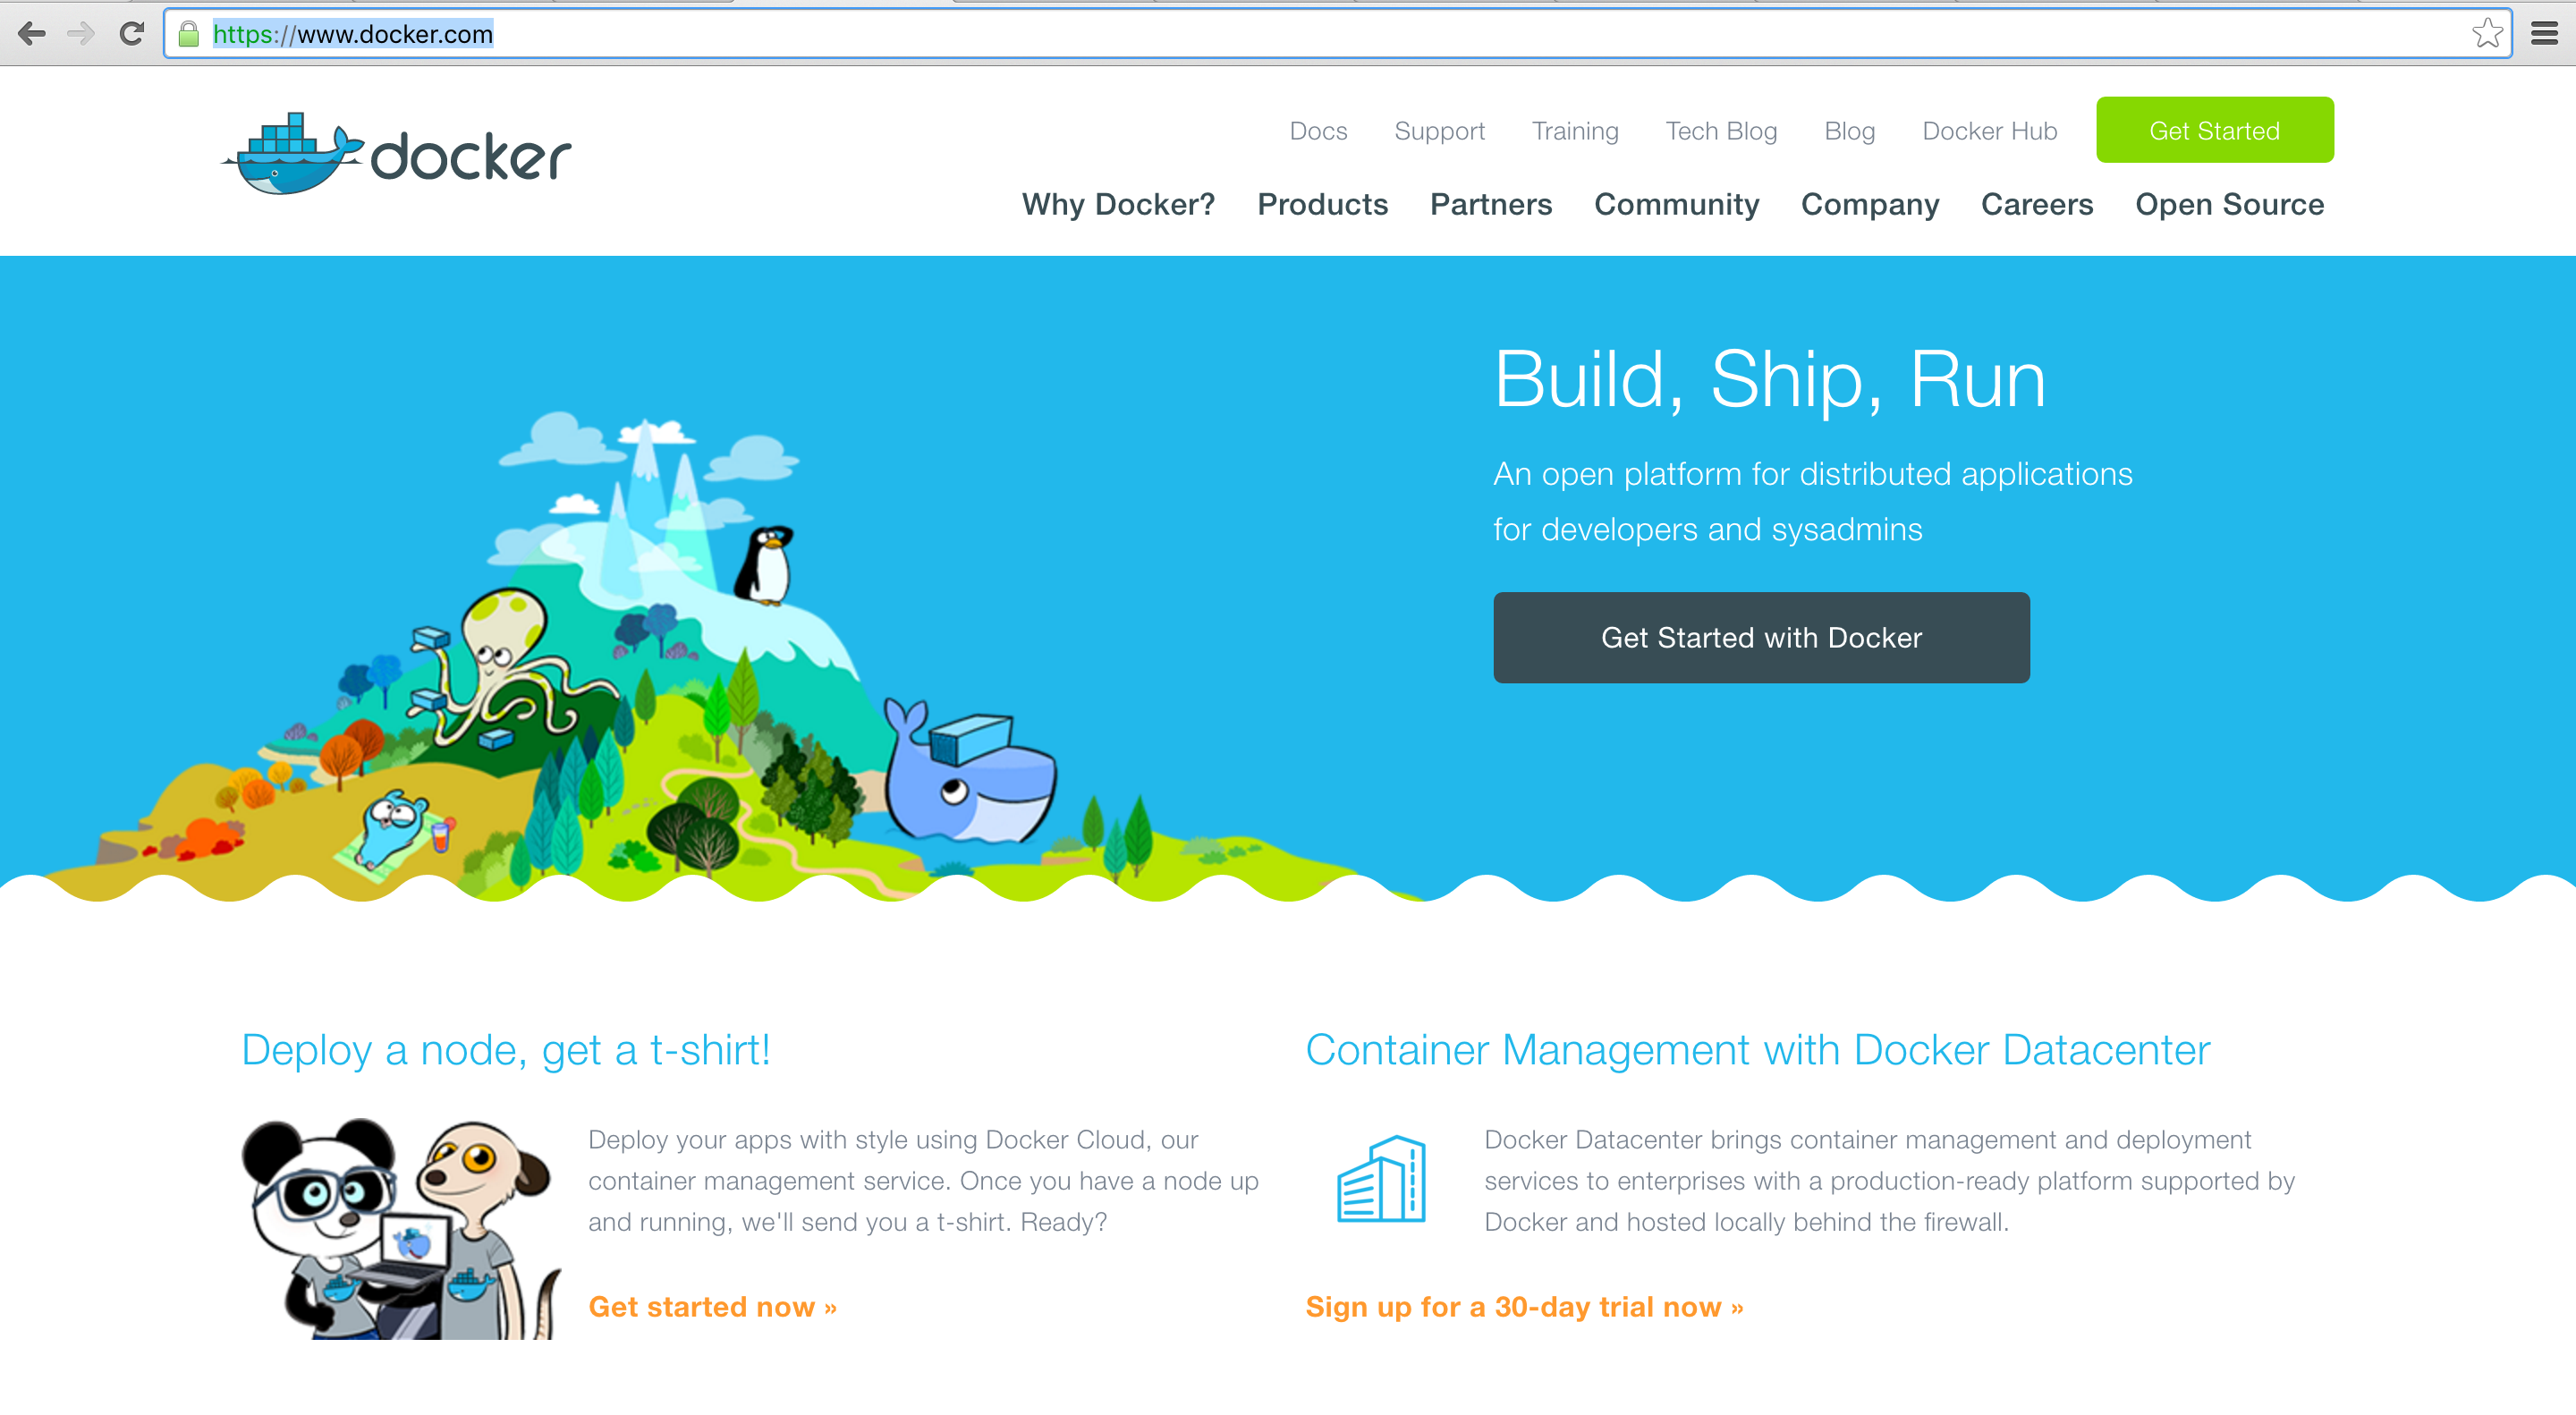 https://www.docker.com
docker
Docs Support Training Tech Blog Blog Docker Hub Get Started
Why Docker? Products Partners Community Company Careers Open Source
Build, Ship, Run
An open platform for distributed applications
for developers and sysadmins
Get Started with Docker
Deploy a node, get a t-shirt!
Deploy your apps with style using Docker Cloud, our
container management service. Once you have a node up
and running, we'll send you a t-shirt. Ready?
Get started now »
Container Management with Docker Datacenter
Docker Datacenter brings container management and deployment
services to enterprises with a production-ready platform supported by
Docker and hosted locally behind the firewall.
Sign up for a 30-day trial now »